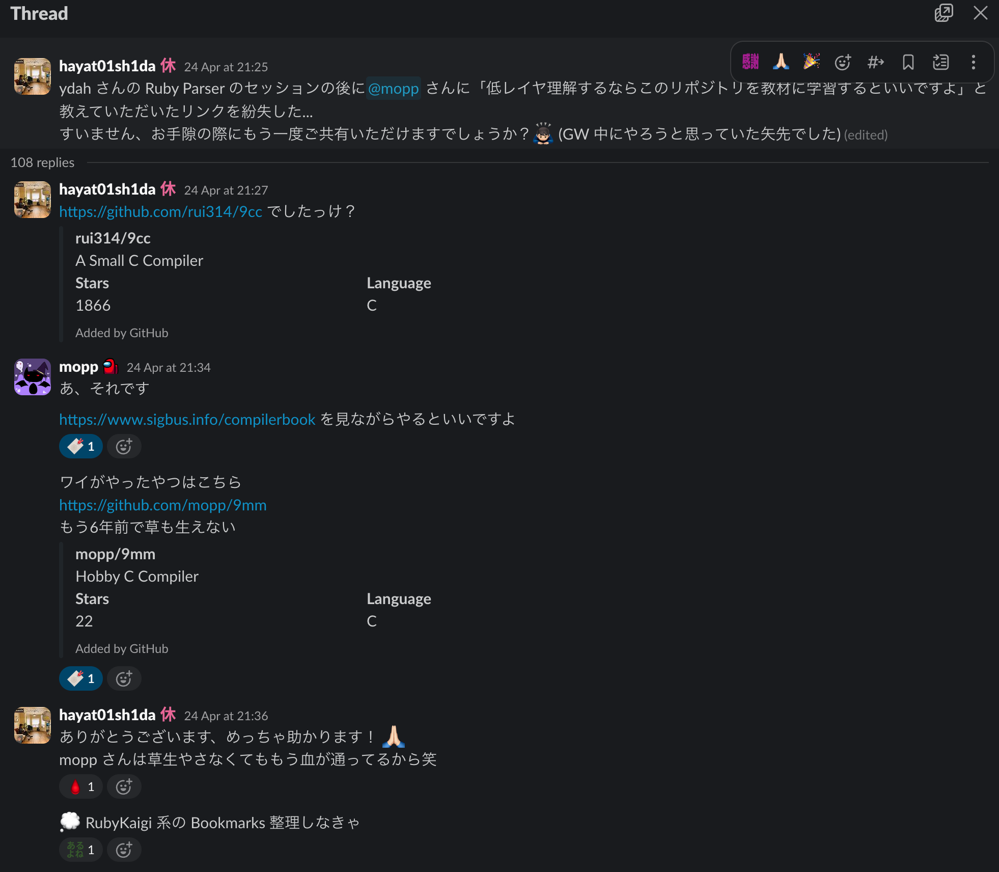 Thread
hayat01sh1da 休 24 Apr at 21:25
感謝
ydah さんの Ruby Parser のセッションの後に @mopp さんに「低レイヤ理解するならこのリポジトリを教材に学習するといいですよ」と
教えていただいたリンクを紛失した...
すいません、お手隙の際にもう一度ご共有いただけますでしょうか？ (GW 中にやろうと思っていた矢先でした) (edited)
108 replies
hayat01sh1da 休 24 Apr at 21:27
https://github.com/rui314/9cc でしたっけ？
rui314/9cc
A Small C Compiler
Stars Language
1866 C
Added by GitHub
mopp 24 Apr at 21:34
あ、それです
https://www.sigbus.info/compilerbook を見ながらやるといいですよ
1
ワイがやったやつはこちら
https://github.com/mopp/9mm
もう6年前で草も生えない
mopp/9mm
Hobby C Compiler
Stars Language
22 C
Added by GitHub
1
hayat01sh1da 休 24 Apr at 21:36
ありがとうございます、めっちゃ助かります！
mopp さんは草生やさなくてももう血が通ってるから笑
1
RubyKaigi 系の Bookmarks 整理しなきゃ
あるよね 1